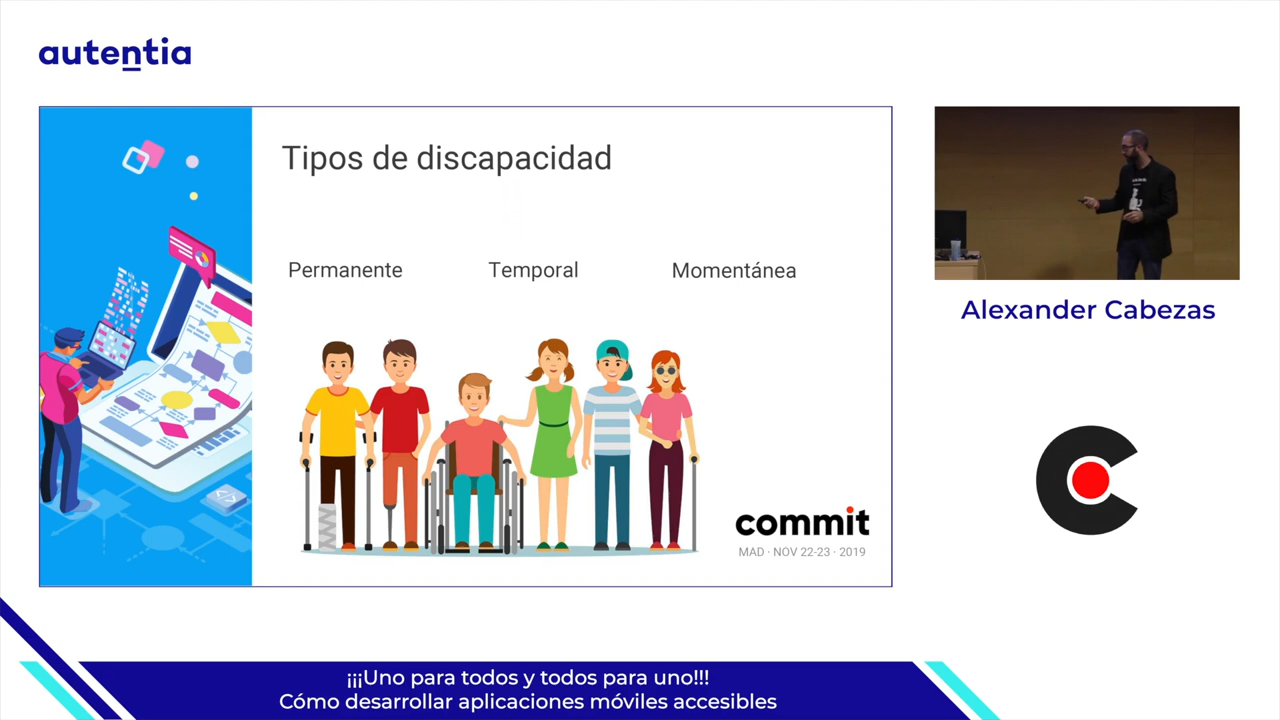 autentia
Tipos de discapacidad
Permanente
Temporal
Momentánea
commit
MAD · NOV 22-23 · 2019
Alexander Cabezas
¡¡¡Uno para todos y todos para uno!!!
Cómo desarrollar aplicaciones móviles accesibles